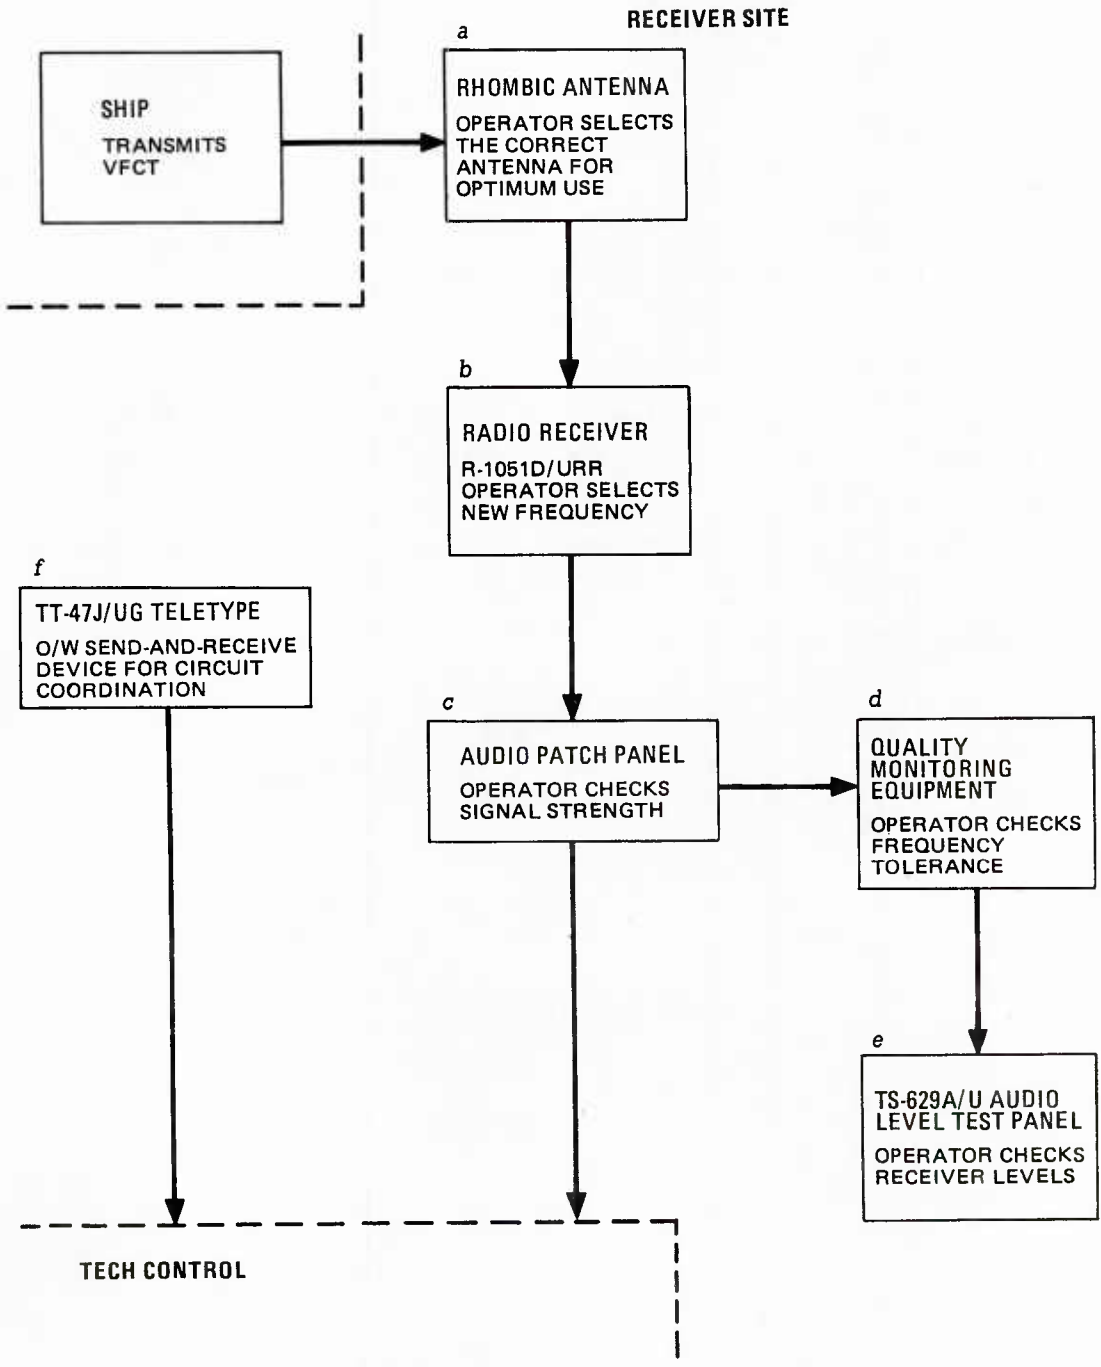 RECEIVER SITE
SHIP
TRANSMITS
VFCT
a
RHOMBIC ANTENNA
OPERATOR SELECTS
THE CORRECT
ANTENNA FOR
OPTIMUM USE
b
RADIO RECEIVER
R-1051D/URR
OPERATOR SELECTS
NEW FREQUENCY
f
TT-47J/UG TELETYPE
O/W SEND-AND-RECEIVE
DEVICE FOR CIRCUIT
COORDINATION
c
AUDIO PATCH PANEL
OPERATOR CHECKS
SIGNAL STRENGTH
d
QUALITY
MONITORING
EQUIPMENT
OPERATOR CHECKS
FREQUENCY
TOLERANCE
e
TS-629A/U AUDIO
LEVEL TEST PANEL
OPERATOR CHECKS
RECEIVER LEVELS
TECH CONTROL